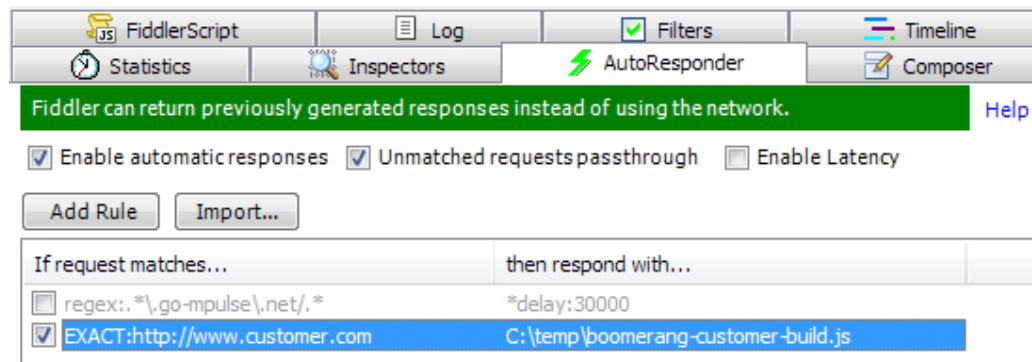 FiddlerScript Log Filters Timeline
Statistics Inspectors AutoResponder Composer
Fiddler can return previously generated responses instead of using the network. Help
Enable automatic responses Unmatched requests passthrough Enable Latency
Add Rule Import...
If request matches... then respond with...
regex:.*\.go-mpulse\.net/.* *delay:30000
EXACT:http://www.customer.com C:\temp\boomerang-customer-build.js